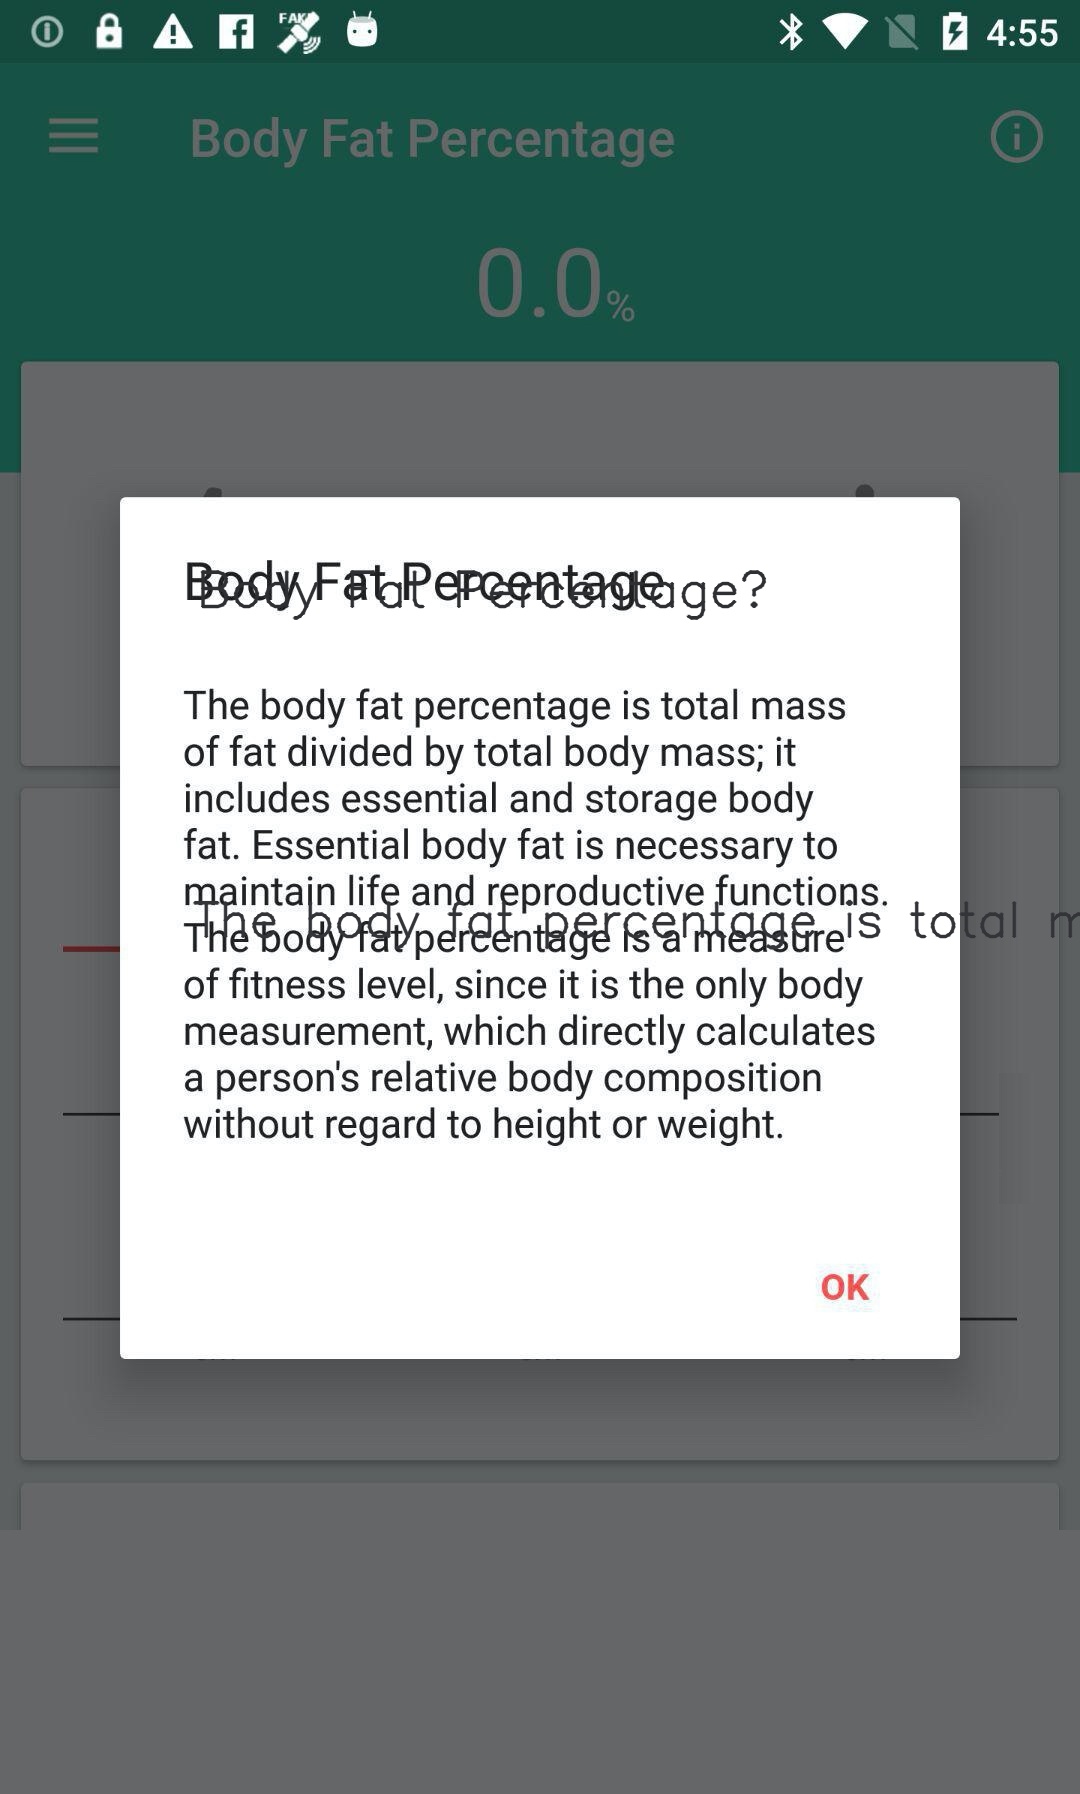 FAKE
4:55
Body Fat Percentage
0.0%
Body Fat Percentage
Body Fat Percentage?
The body fat percentage is total mass
of fat divided by total body mass; it
includes essential and storage body
fat. Essential body fat is necessary to
maintain life and reproductive functions.
The body fat percentage is total m
The body fat percentage is a measure
of fitness level, since it is the only body
measurement, which directly calculates
a person's relative body composition
without regard to height or weight.
OK